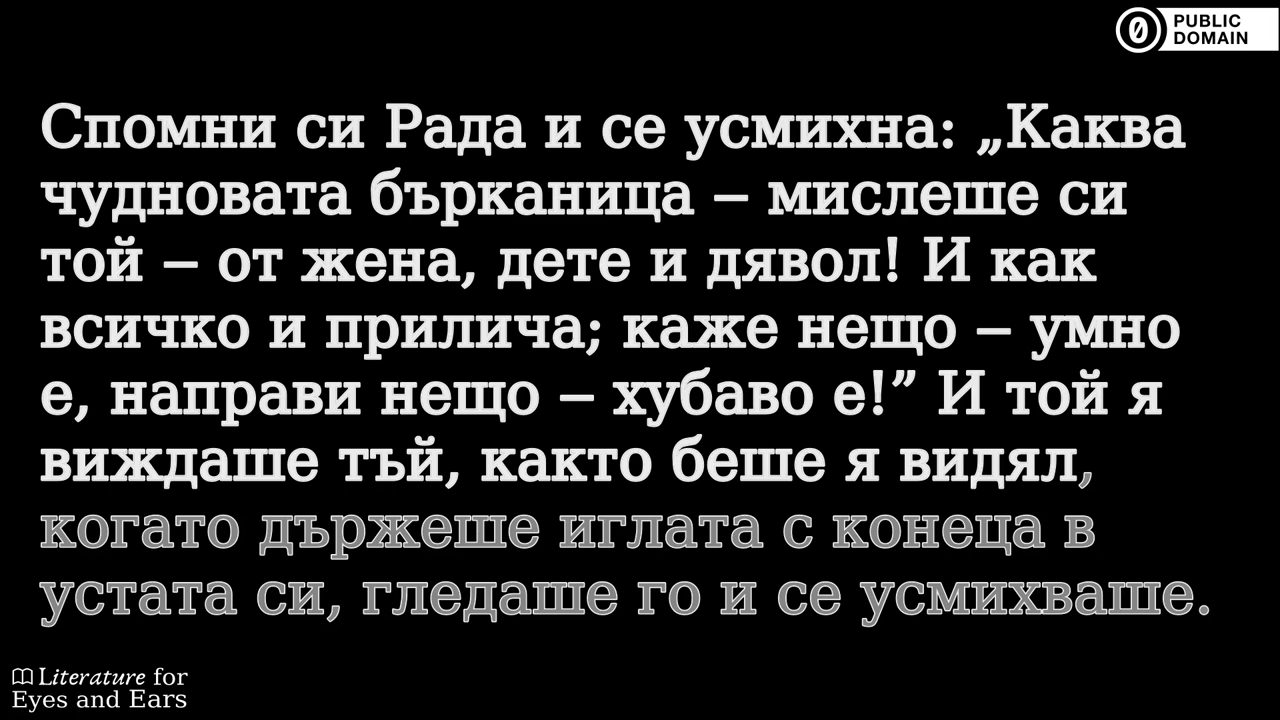 PUBLIC
DOMAIN
Спомни си Рада и се усмихна: „Каква
чудновата бърканица – мислеше си
той – от жена, дете и дявол! И как
всичко и прилича; каже нещо – умно
е, направи нещо – хубаво е!” И той я
виждаше тъй, както беше я видял,
когато държеше иглата с конеца в
устата си, гледаше го и се усмихваше.
Literature for
Eyes and Ears